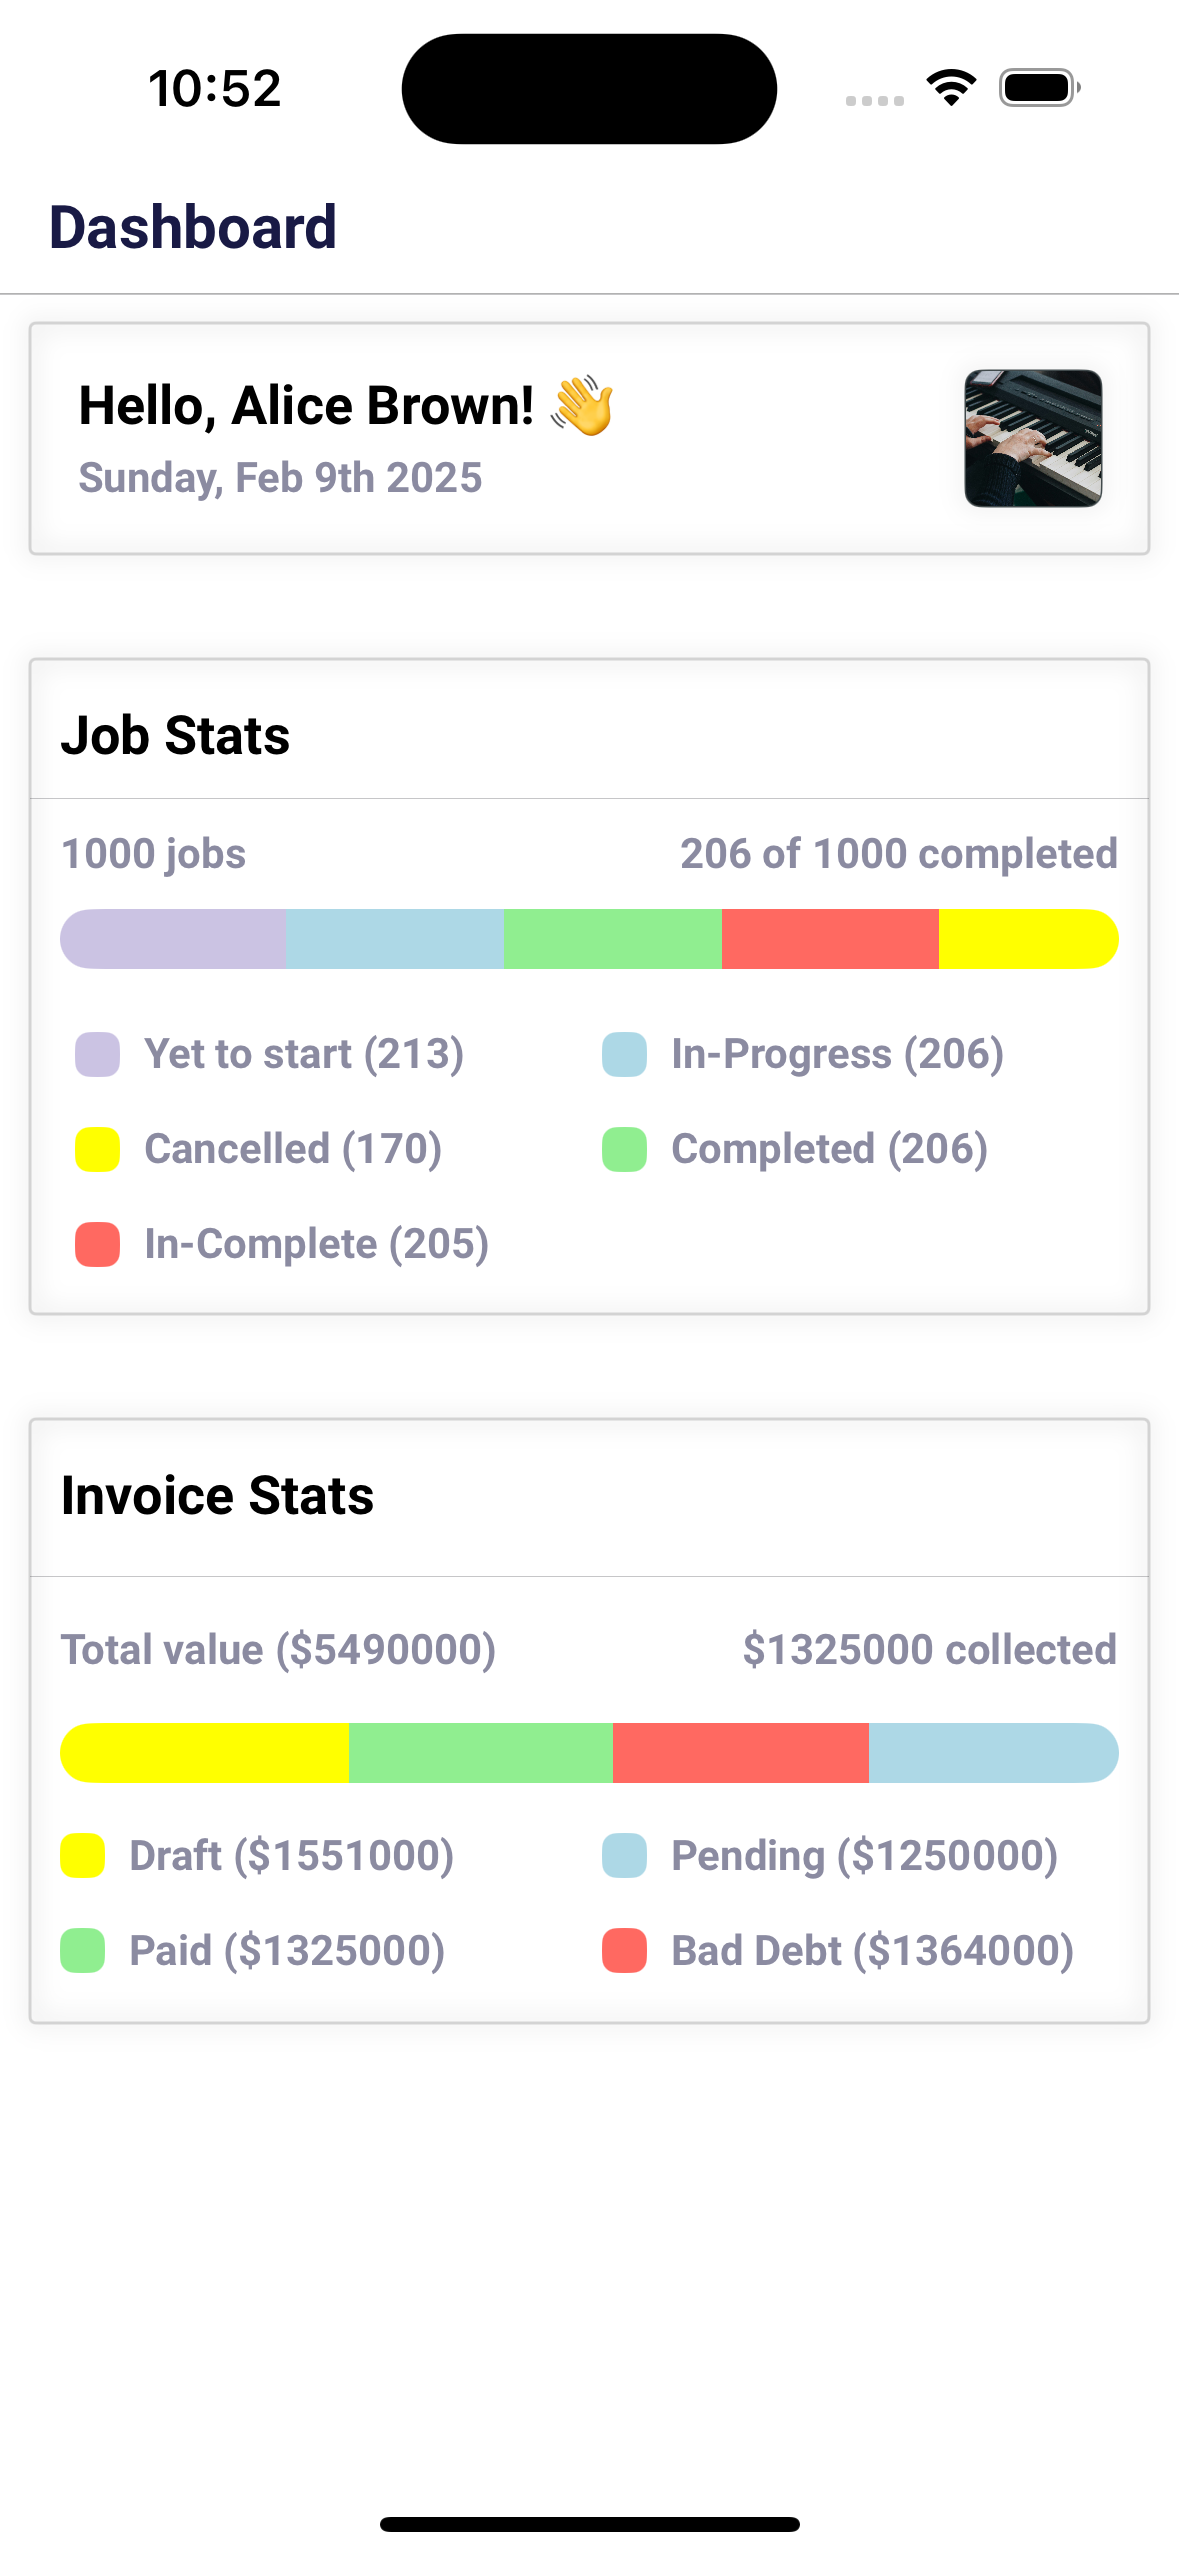 10:52
Dashboard
Hello, Alice Brown! 👋
Sunday, Feb 9th 2025
Job Stats
1000 jobs
206 of 1000 completed
Yet to start (213)
In-Progress (206)
Cancelled (170)
Completed (206)
In-Complete (205)
Invoice Stats
Total value ($5490000)
$1325000 collected
Draft ($1551000)
Pending ($1250000)
Paid ($1325000)
Bad Debt ($1364000)